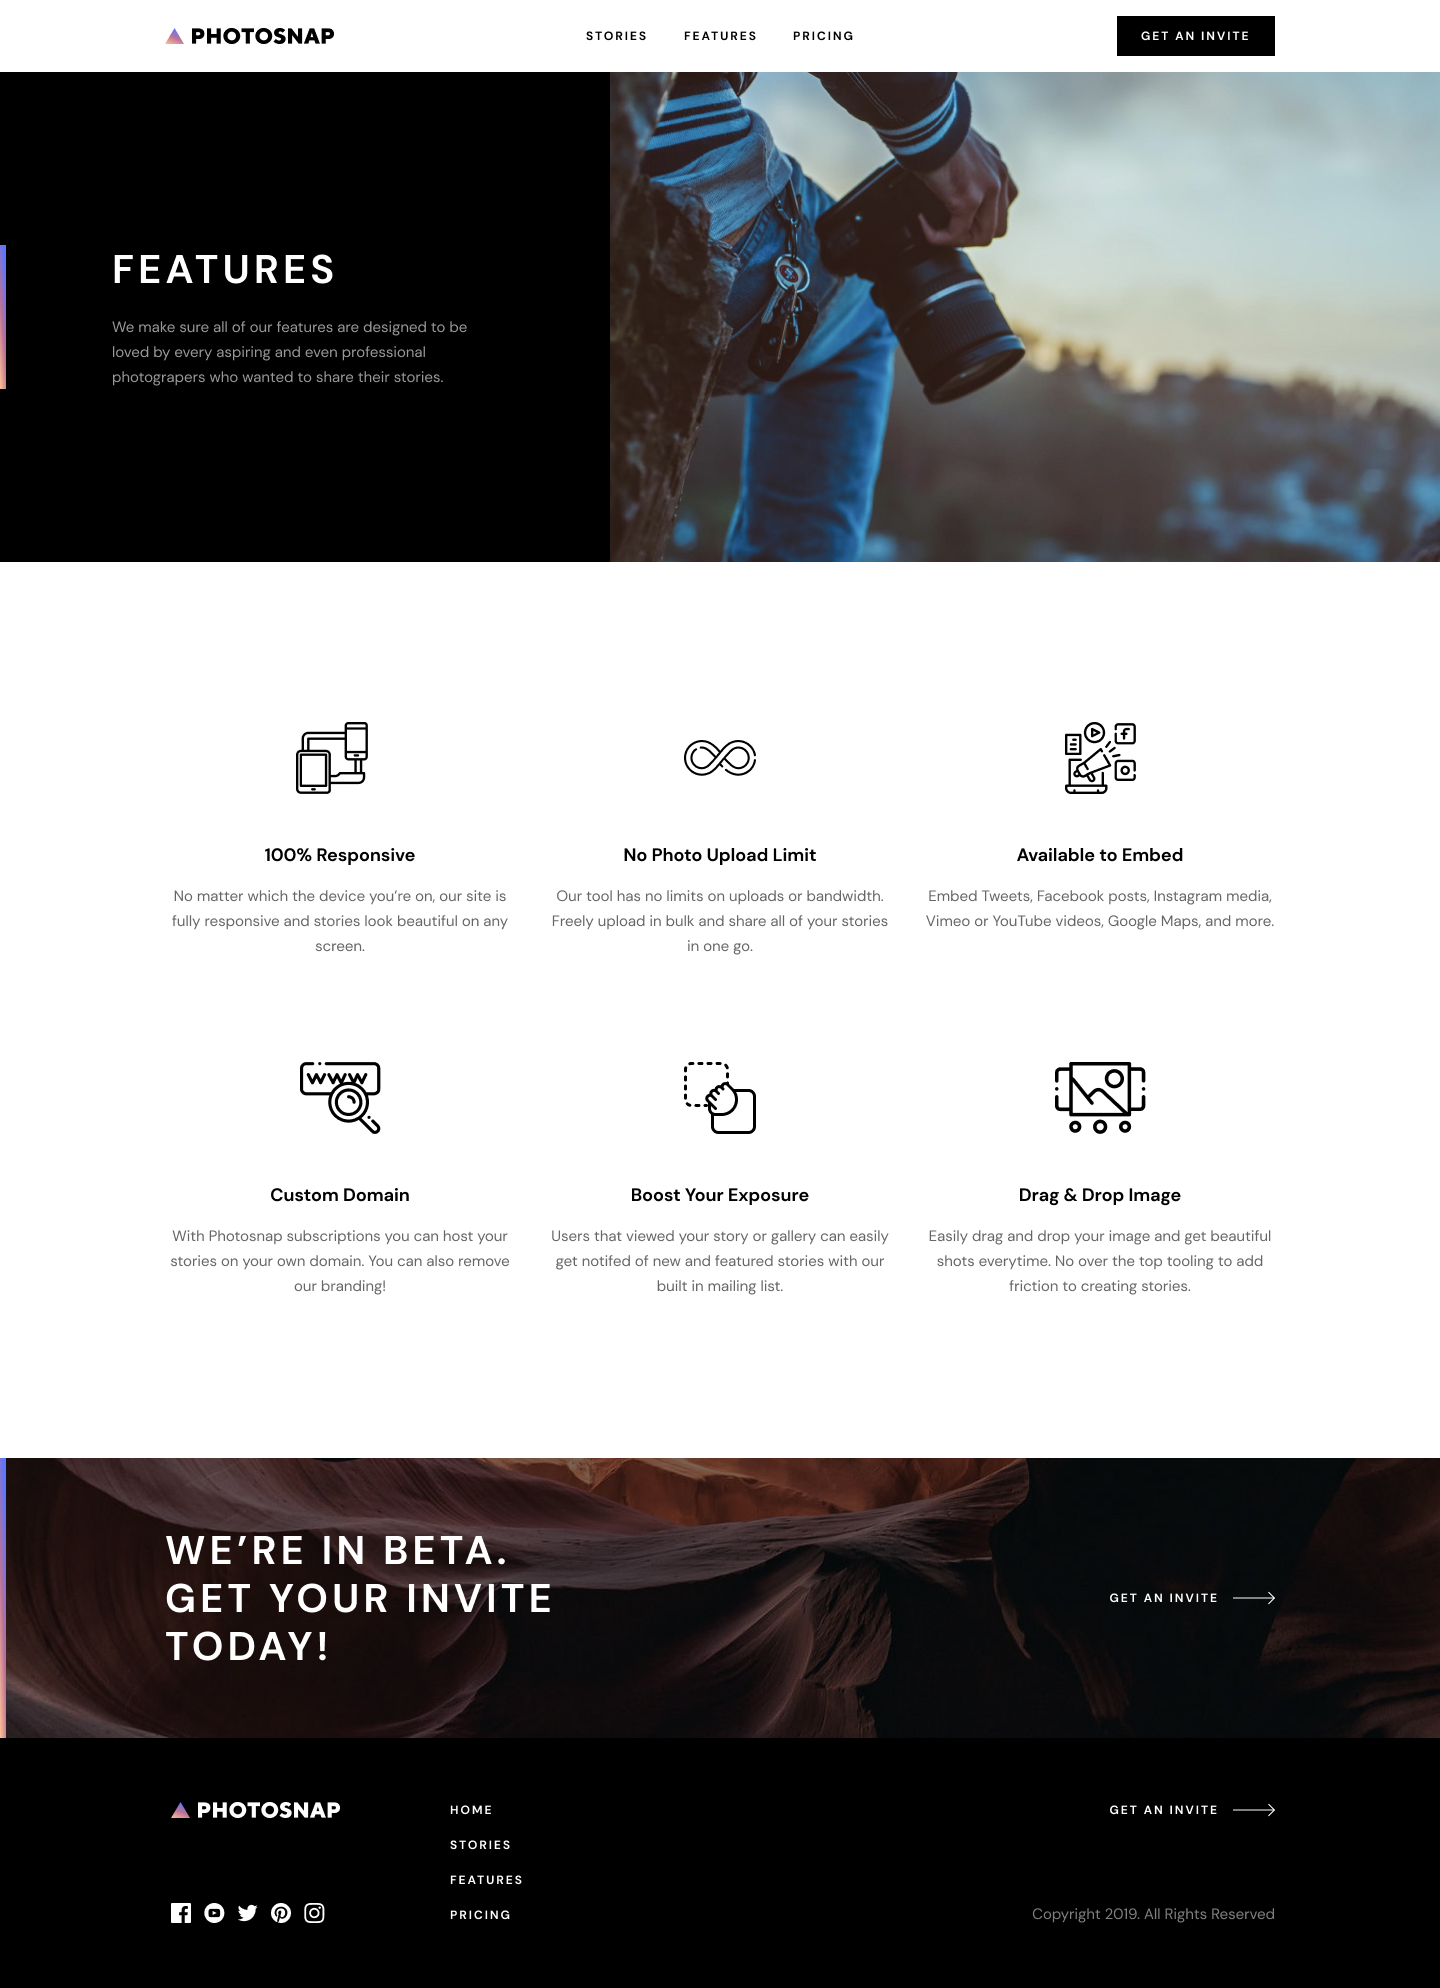 PHOTOSNAP
STORIES FEATURES PRICING
GET AN INVITE
FEATURES
We make sure all of our features are designed to be
loved by every aspiring and even professional
photograpers who wanted to share their stories.
f
100% Responsive
No matter which the device you’re on, our site is
fully responsive and stories look beautiful on any
screen.
No Photo Upload Limit
Our tool has no limits on uploads or bandwidth.
Freely upload in bulk and share all of your stories
in one go.
Available to Embed
Embed Tweets, Facebook posts, Instagram media,
Vimeo or YouTube videos, Google Maps, and more.
WWW
Custom Domain
With Photosnap subscriptions you can host your
stories on your own domain. You can also remove
our branding!
Boost Your Exposure
Users that viewed your story or gallery can easily
get notifed of new and featured stories with our
built in mailing list.
Drag & Drop Image
Easily drag and drop your image and get beautiful
shots everytime. No over the top tooling to add
friction to creating stories.
WE’RE IN BETA.
GET YOUR INVITE
TODAY!
GET AN INVITE
PHOTOSNAP
HOME
STORIES
FEATURES
PRICING
GET AN INVITE
Copyright 2019. All Rights Reserved